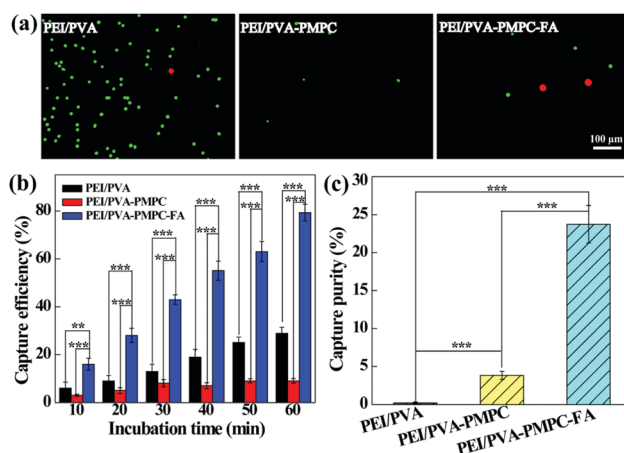 (a)
PEI/PVA
PEI/PVA-PMPC
PEI/PVA-PMPC-FA
100 μm
(b)
PEI/PVA
PEI/PVA-PMPC
PEI/PVA-PMPC-FA
Capture efficiency (%)
80
60
40
20
0
**
***
***
***
***
***
***
***
***
***
***
***
10 20 30 40 50 60
Incubation time (min)
(c)
Capture purity (%)
30
25
20
15
10
5
0
***
***
***
PEI/PVA
PEI/PVA-PMPC
PEI/PVA-PMPC-FA